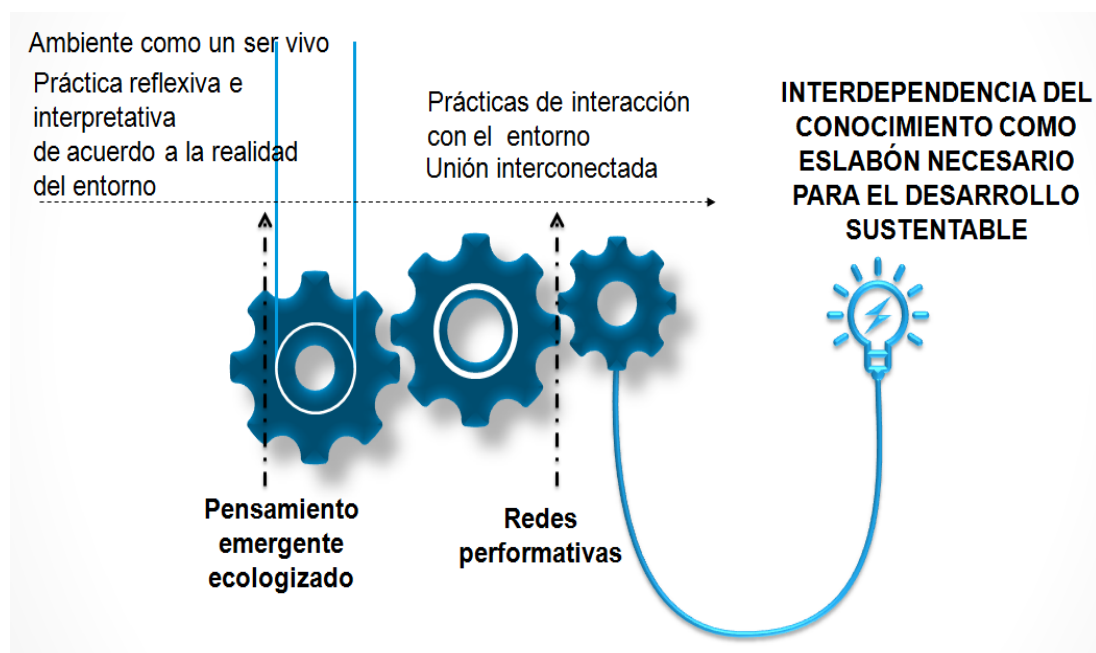 Ambiente como un ser vivo
Práctica reflexiva e
interpretativa
de acuerdo a la realidad
del entorno
Prácticas de interacción
con el entorno
Unión interconectada
INTERDEPENDENCIA DEL
CONOCIMIENTO COMO
ESLABÓN NECESARIO
PARA EL DESARROLLO
SUSTENTABLE
Pensamiento
emergente
ecologizado
Redes
performativas